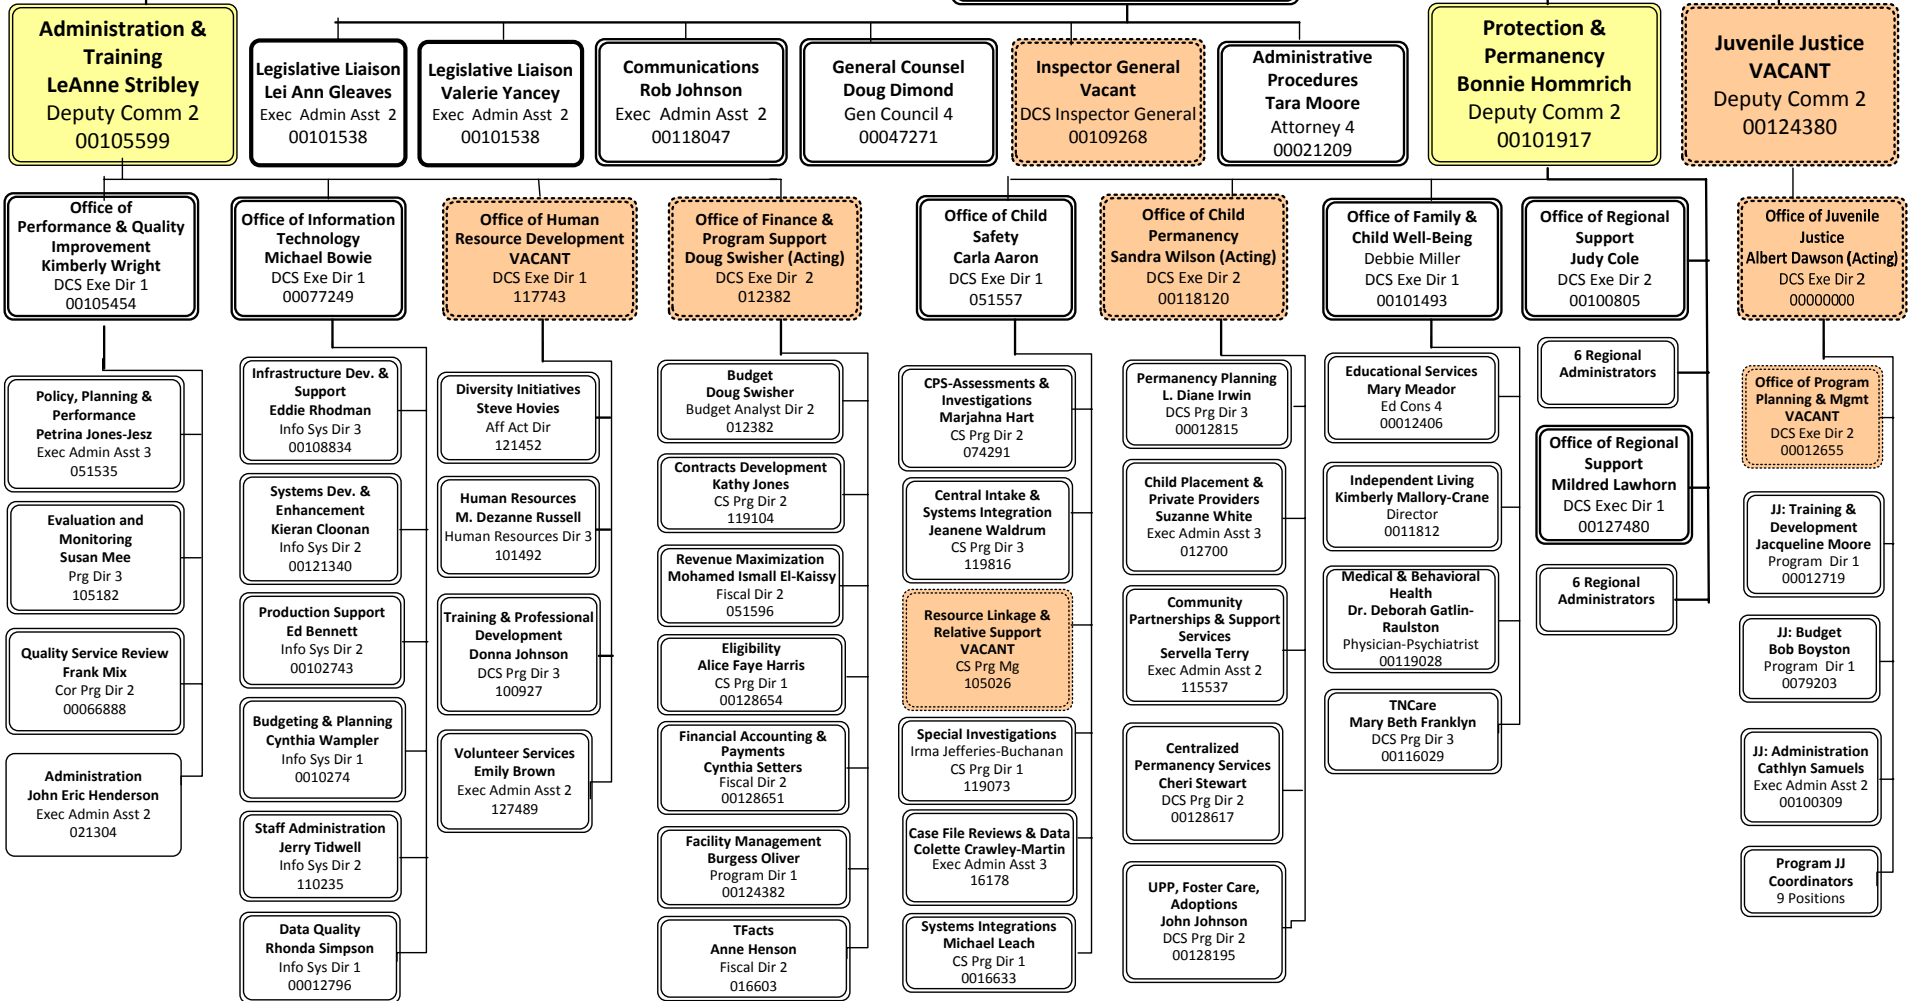 Administration &
Training
LeAnne Stribley
Deputy Comm 2
00105599
Legislative Liaison
Lei Ann Gleaves
Exec  Admin Asst  2
00101538
Legislative Liaison
Valerie Yancey
Exec  Admin Asst  2
00101538
Communications
Rob Johnson
Exec  Admin Asst  2
00118047
General Counsel
Doug Dimond
Gen Council 4
00047271
Inspector General
Vacant
DCS Inspector General
00109268
Administrative
Procedures
Tara Moore
Attorney 4
00021209
Protection &
Permanency
Bonnie Hommrich
Deputy Comm 2
00101917
Juvenile Justice
VACANT
Deputy Comm 2
00124380
Office of
Performance & Quality
Improvement
Kimberly Wright
DCS Exe Dir 1
00105454
Office of Information
Technology
Michael Bowie
DCS Exe Dir 1
00077249
Office of Human
Resource Development
VACANT
DCS Exe Dir 1
117743
Office of Finance &
Program Support
Doug Swisher (Acting)
DCS Exe Dir  2
012382
Office of Child
Safety
Carla Aaron
DCS Exe Dir 1
051557
Office of Child
Permanency
Sandra Wilson (Acting)
DCS Exe Dir 2
00118120
Office of Family &
Child Well-Being
Debbie Miller
DCS Exe Dir 1
00101493
Office of Regional
Support
Judy Cole
DCS Exe Dir 2
00100805
Office of Juvenile
Justice
Albert Dawson (Acting)
DCS Exe Dir 2
00000000
Policy, Planning &
Performance
Petrina Jones-Jesz
Exec Admin Asst 3
051535
Evaluation and
Monitoring
Susan Mee
Prg Dir 3
105182
Quality Service Review
Frank Mix
Cor Prg Dir 2
00066888
Administration
John Eric Henderson
Exec Admin Asst 2
021304
Infrastructure Dev. &
Support
Eddie Rhodman
Info Sys Dir 3
00108834
Systems Dev. &
Enhancement
Kieran Cloonan
Info Sys Dir 2
00121340
Production Support
Ed Bennett
Info Sys Dir 2
00102743
Budgeting & Planning
Cynthia Wampler
Info Sys Dir 1
0010274
Staff Administration
Jerry Tidwell
Info Sys Dir 2
110235
Data Quality
Rhonda Simpson
Info Sys Dir 1
00012796
Diversity Initiatives
Steve Hovies
Aff Act Dir
121452
Human Resources
M. Dezanne Russell
Human Resources Dir 3
101492
Training & Professional
Development
Donna Johnson
DCS Prg Dir 3
100927
Volunteer Services
Emily Brown
Exec Admin Asst 2
127489
Budget
Doug Swisher
Budget Analyst Dir 2
012382
Contracts Development
Kathy Jones
CS Prg Dir 2
119104
Revenue Maximization
Mohamed Ismall El-Kaissy
Fiscal Dir 2
051596
Eligibility
Alice Faye Harris
CS Prg Dir 1
00128654
Financial Accounting &
Payments
Cynthia Setters
Fiscal Dir 2
00128651
Facility Management
Burgess Oliver
Program Dir 1
00124382
TFacts
Anne Henson
Fiscal Dir 2
016603
CPS-Assessments &
Investigations
Marjahna Hart
CS Prg Dir 2
074291
Central Intake &
Systems Integration
Jeanene Waldrum
CS Prg Dir 3
119816
Resource Linkage &
Relative Support
VACANT
CS Prg Mg
105026
Special Investigations
Irma Jefferies-Buchanan
CS Prg Dir 1
119073
Case File Reviews & Data
Colette Crawley-Martin
Exec Admin Asst 3
16178
Systems Integrations
Michael Leach
CS Prg Dir 1
0016633
Permanency Planning
L. Diane Irwin
DCS Prg Dir 3
00012815
Child Placement &
Private Providers
Suzanne White
Exec Admin Asst 3
012700
Community
Partnerships & Support
Services
Servella Terry
Exec Admin Asst 2
115537
Centralized
Permanency Services
Cheri Stewart
DCS Prg Dir 2
00128617
UPP, Foster Care,
Adoptions
John Johnson
DCS Prg Dir 2
00128195
Educational Services
Mary Meador
Ed Cons 4
00012406
Independent Living
Kimberly Mallory-Crane
Director
0011812
Medical & Behavioral
Health
Dr. Deborah Gatlin-
Raulston
Physician-Psychiatrist
00119028
TNCare
Mary Beth Franklyn
DCS Prg Dir 3
00116029
6 Regional
Administrators
Office of Regional
Support
Mildred Lawhorn
DCS Exec Dir 1
00127480
6 Regional
Administrators
Office of Program
Planning & Mgmt
VACANT
DCS Exe Dir 2
00012655
JJ: Training &
Development
Jacqueline Moore
Program  Dir 1
00012719
JJ: Budget
Bob Boyston
Program  Dir 1
0079203
JJ: Administration
Cathlyn Samuels
Exec Admin Asst 2
00100309
Program JJ
Coordinators
9 Positions